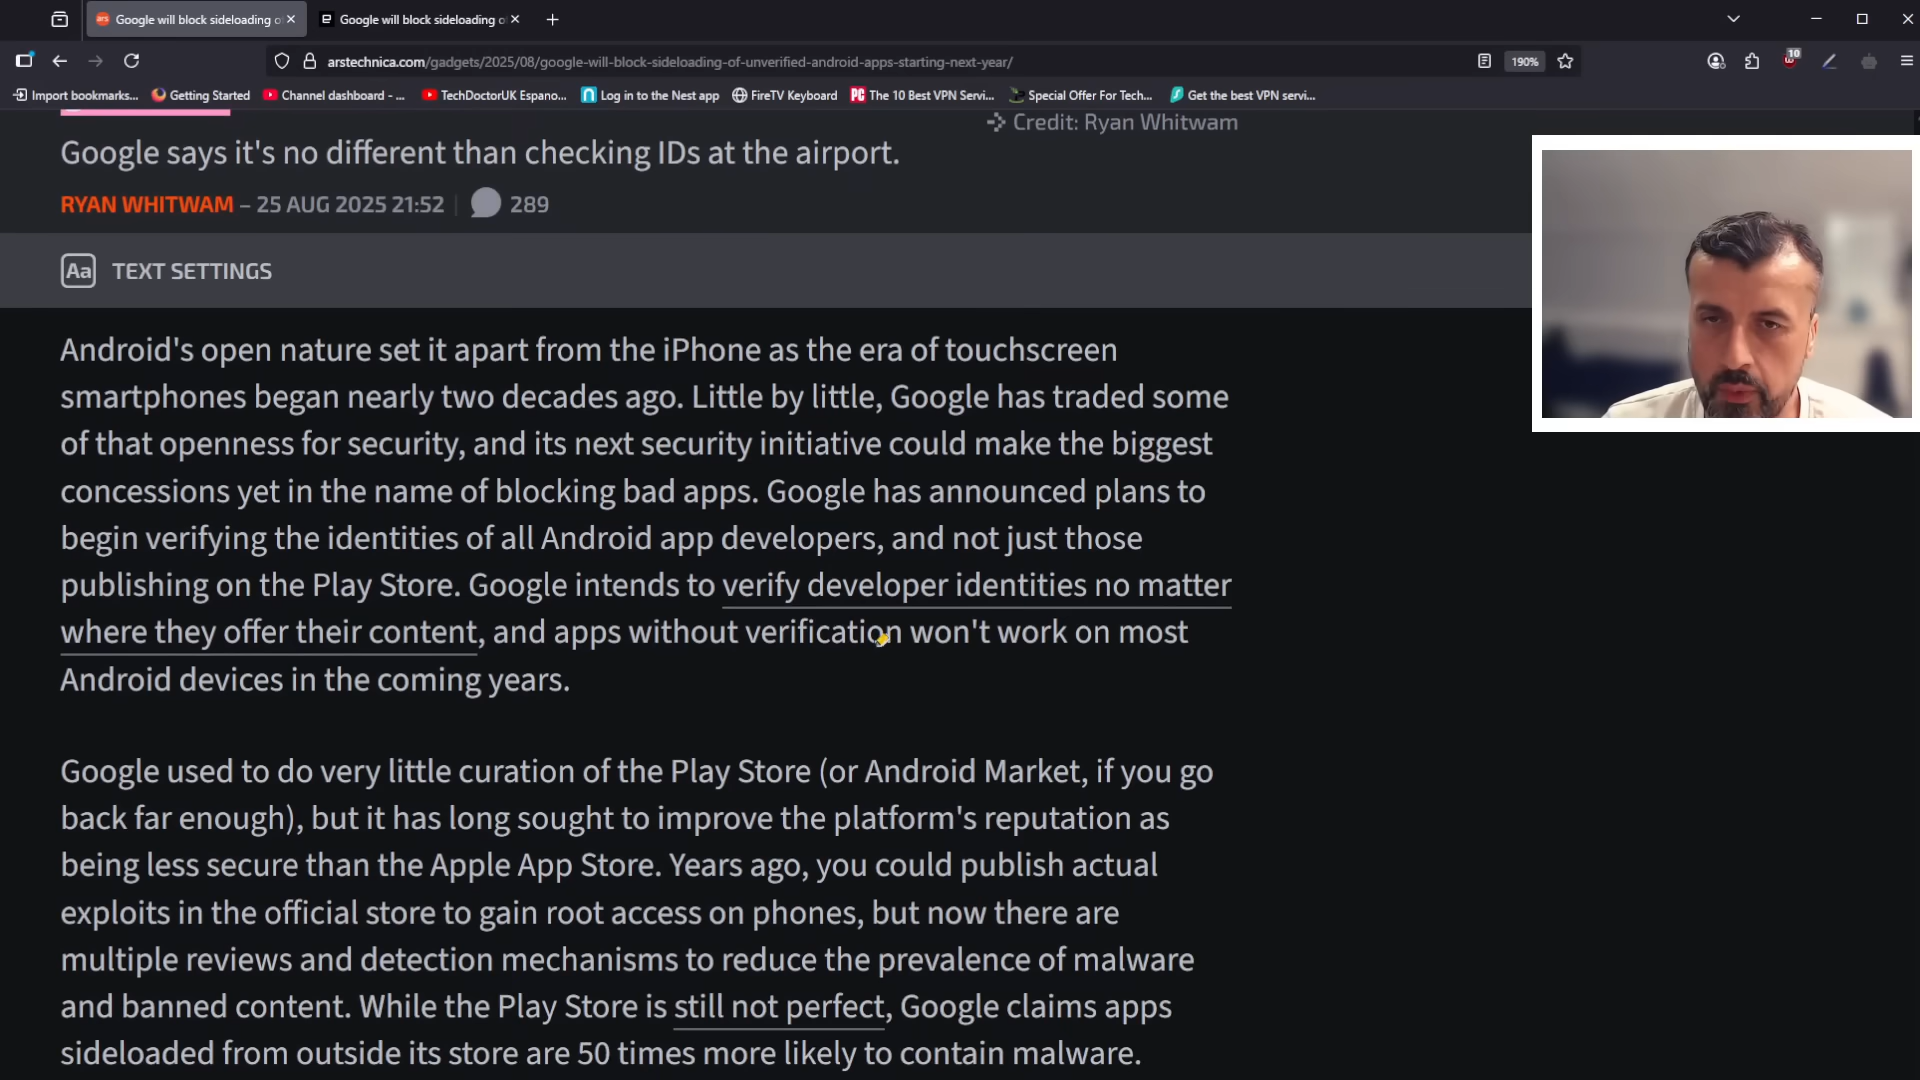 Google will block sideloading o
Google will block sideloading o
arstechnica.com/gadgets/2025/08/google-will-block-sideloading-of-unverified-android-apps-starting-next-year/
190%
10
Import bookmarks...
Getting Started
Channel dashboard - ...
TechDoctorUK Espano...
Log in to the Nest app
FireTV Keyboard
PC
The 10 Best VPN Servi...
Special Offer For Tech...
Get the best VPN servi...
Credit: Ryan Whitwam
Google says it's no different than checking IDs at the airport.
RYAN WHITWAM – 25 AUG 2025 21:52 | 289
Aa TEXT SETTINGS
Android's open nature set it apart from the iPhone as the era of touchscreen
smartphones began nearly two decades ago. Little by little, Google has traded some
of that openness for security, and its next security initiative could make the biggest
concessions yet in the name of blocking bad apps. Google has announced plans to
begin verifying the identities of all Android app developers, and not just those
publishing on the Play Store. Google intends to verify developer identities no matter
where they offer their content, and apps without verification won't work on most
Android devices in the coming years.
Google used to do very little curation of the Play Store (or Android Market, if you go
back far enough), but it has long sought to improve the platform's reputation as
being less secure than the Apple App Store. Years ago, you could publish actual
exploits in the official store to gain root access on phones, but now there are
multiple reviews and detection mechanisms to reduce the prevalence of malware
and banned content. While the Play Store is still not perfect, Google claims apps
sideloaded from outside its store are 50 times more likely to contain malware.